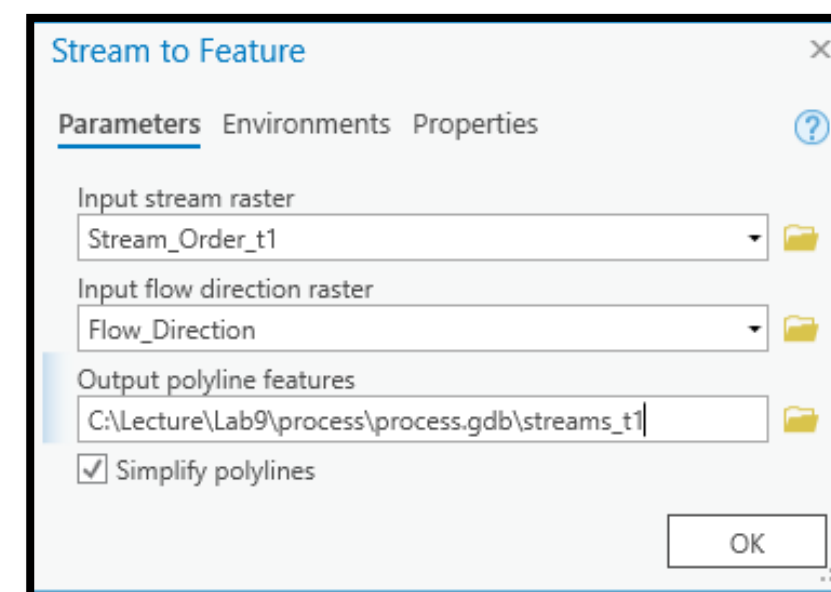 Stream to Feature
Parameters Environments Properties
Input stream raster
Stream_Order_t1
Input flow direction raster
Flow_Direction
Output polyline features
C:\Lecture\Lab9\process\process.gdb\streams_t1
Simplify polylines
OK